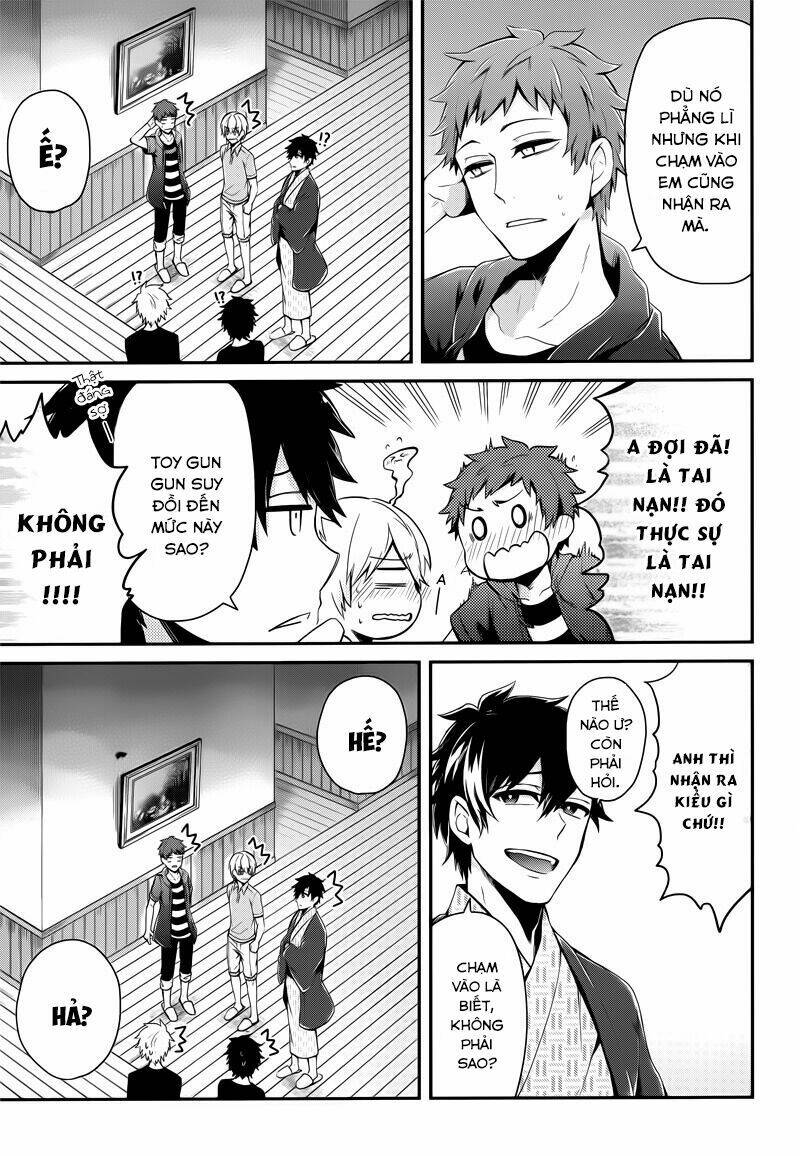 DÙ NÓ
PHẲNG LÌ
NHƯNG KHI
CHẠM VÀO
EM CŨNG
NHẬN RA
MÀ.
Ế?
!?
!?
!?
A ĐỢI ĐÃ!
LÀ TAI
NẠN!! ĐÓ
THỰC SỰ
LÀ TAI
NẠN!!
A
A
TOY GUN
GUN SUY
ĐỒI ĐẾN
MỨC NÀY
SAO?
Thật
đáng
sợ
KHÔNG
PHẢI
!!!!
ANH THÌ
NHẬN RA
KIỂU GÌ
CHỨ!!
THẾ
NÀO Ư?
CÒN
PHẢI
HỎI.
CHẠM
VÀO LÀ
BIẾT,
KHÔNG
PHẢI
SAO?
HẾ?
HẢ?